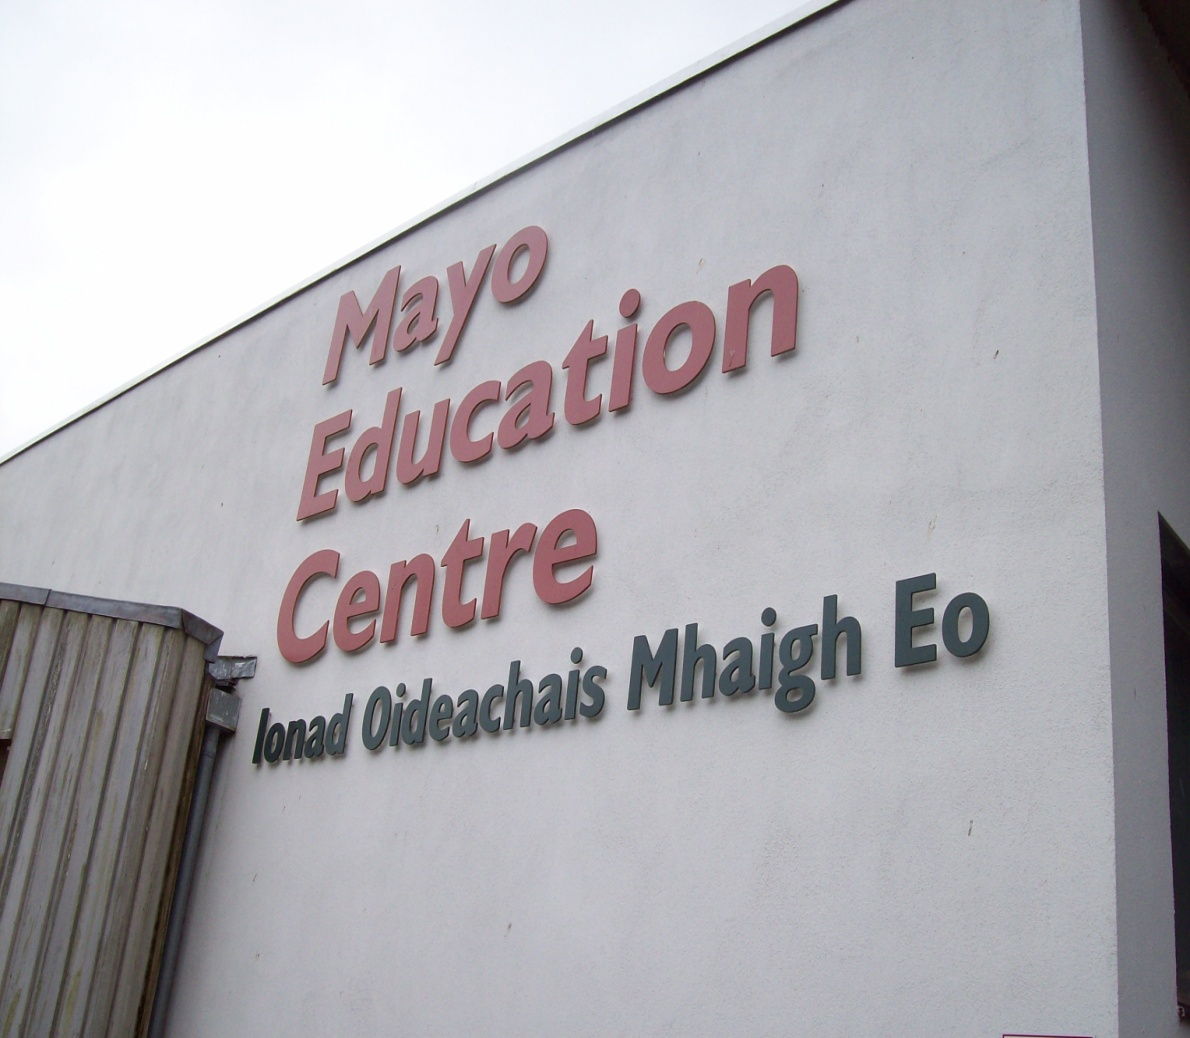 Mayo
Education
Centre
Ionad Oideachais Mhaigh Eo